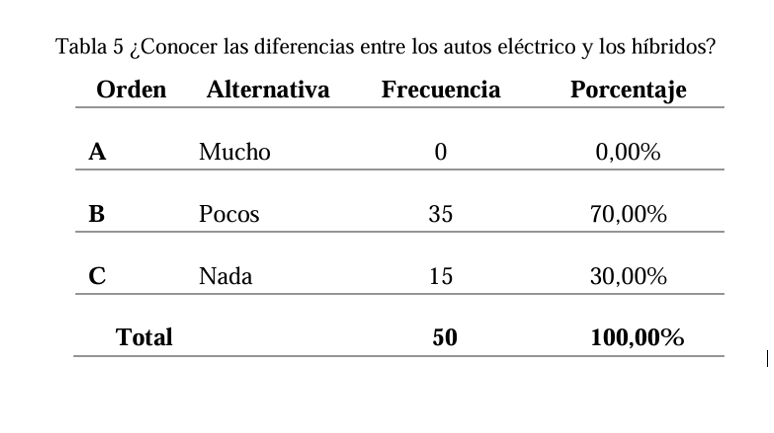 Tabla 5 ¿Conocer las diferencias entre los autos eléctrico y los híbridos?
Orden Alternativa Frecuencia Porcentaje
A Mucho 0 0,00%
B Pocos 35 70,00%
C Nada 15 30,00%
Total 50 100,00%